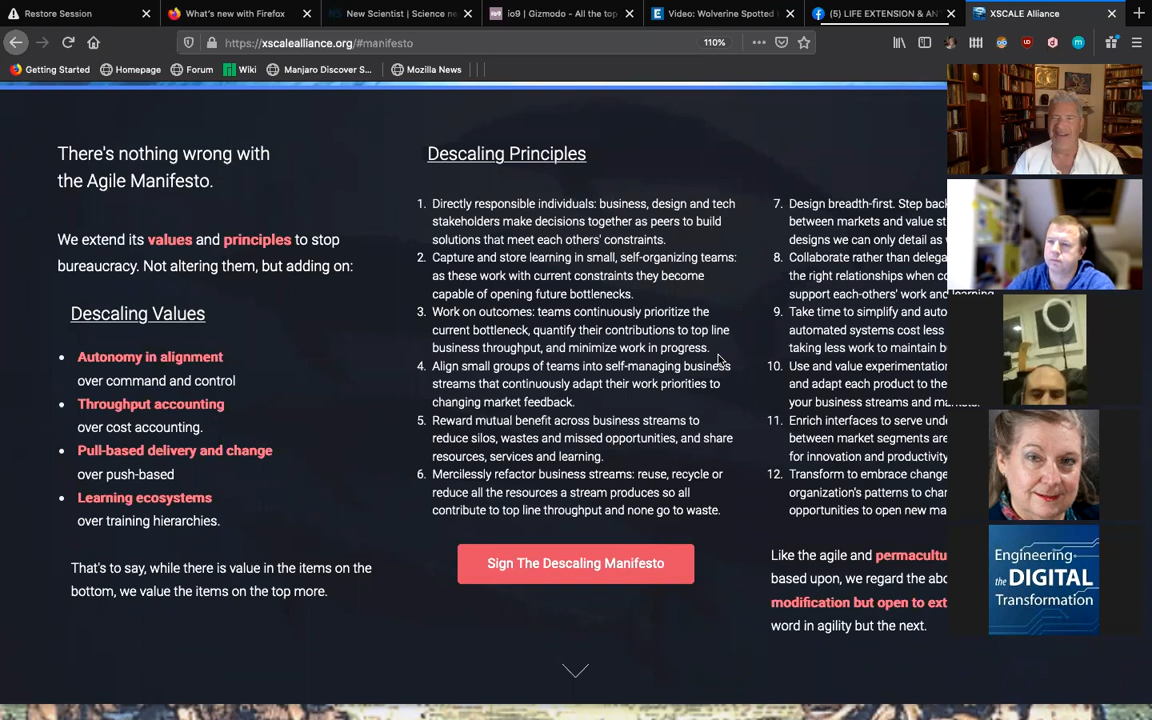 Restore Session
What's new with Firefox
New Scientist | Science ne
io9 | Gizmodo - All the top
Video: Wolverine Spotted i
(5) LIFE EXTENSION & AN
XSCALE Alliance
https://xscalealliance.org/#manifesto
110%
Getting Started
Homepage
Forum
Wiki
Manjaro Discover S...
Mozilla News
There's nothing wrong with
the Agile Manifesto.
We extend its values and principles to stop
bureaucracy. Not altering them, but adding on:
Descaling Values
Autonomy in alignment
over command and control
Throughput accounting
over cost accounting.
Pull-based delivery and change
over push-based
Learning ecosystems
over training hierarchies.
That's to say, while there is value in the items on the
bottom, we value the items on the top more.
Descaling Principles
1. Directly responsible individuals: business, design and tech
stakeholders make decisions together as peers to build
solutions that meet each others' constraints.
2. Capture and store learning in small, self-organizing teams:
as these work with current constraints they become
capable of opening future bottlenecks.
3. Work on outcomes: teams continuously prioritize the
current bottleneck, quantify their contributions to top line
business throughput, and minimize work in progress.
4. Align small groups of teams into self-managing business
streams that continuously adapt their work priorities to
changing market feedback.
5. Reward mutual benefit across business streams to
reduce silos, wastes and missed opportunities, and share
resources, services and learning.
6. Mercilessly refactor business streams: reuse, recycle or
reduce all the resources a stream produces so all
contribute to top line throughput and none go to waste.
Sign The Descaling Manifesto
7. Design breadth-first. Step back
between markets and value st
designs we can only detail as
8. Collaborate rather than delega
the right relationships when c
support each-others' work and learning.
9. Take time to simplify and auto
automated systems cost less
taking less work to maintain b
10. Use and value experimentation
and adapt each product to the
your business streams and markets.
11. Enrich interfaces to serve unde
between market segments are
for innovation and productivity
12. Transform to embrace change
organization's patterns to cha
opportunities to open new ma
Like the agile and permacultu
based upon, we regard the abo
modification but open to ext
word in agility but the next.
Engineering
the DIGITAL
Transformation